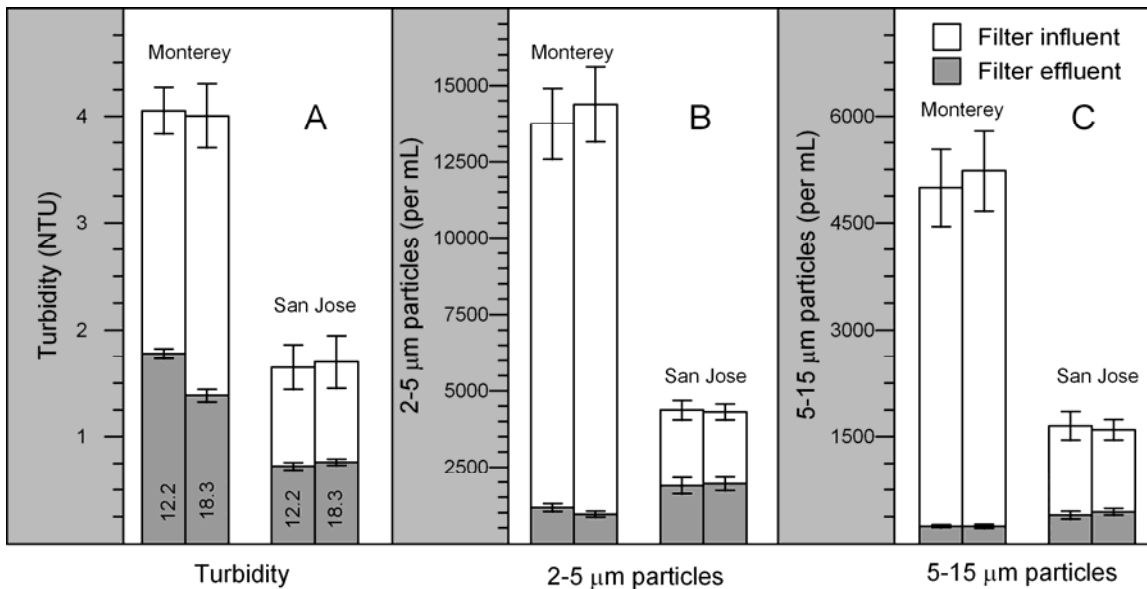 Monterey
A
San Jose
Turbidity (NTU)
4
3
2
1
12.2
18.3
12.2
18.3
Turbidity
Monterey
B
San Jose
2-5 μm particles (per mL)
15000
12500
10000
7500
5000
2500
2-5 μm particles
Filter influent
Filter effluent
Monterey
C
San Jose
5-15 μm particles (per mL)
6000
4500
3000
1500
5-15 μm particles